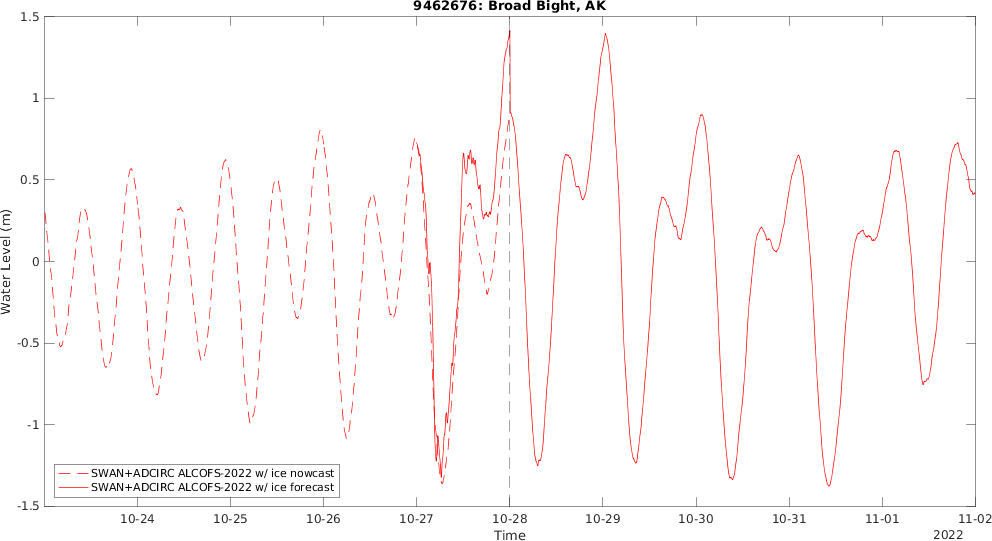 9462676: Broad Bight, AK
1.5
1
0.5
0
-0.5
-1
-1.5
Water Level (m)
SWAN+ADCIRC ALCOFS-2022 w/ ice nowcast
SWAN+ADCIRC ALCOFS-2022 w/ ice forecast
10-24 10-25 10-26 10-27 10-28 10-29 10-30 10-31 11-01 11-02
Time
2022